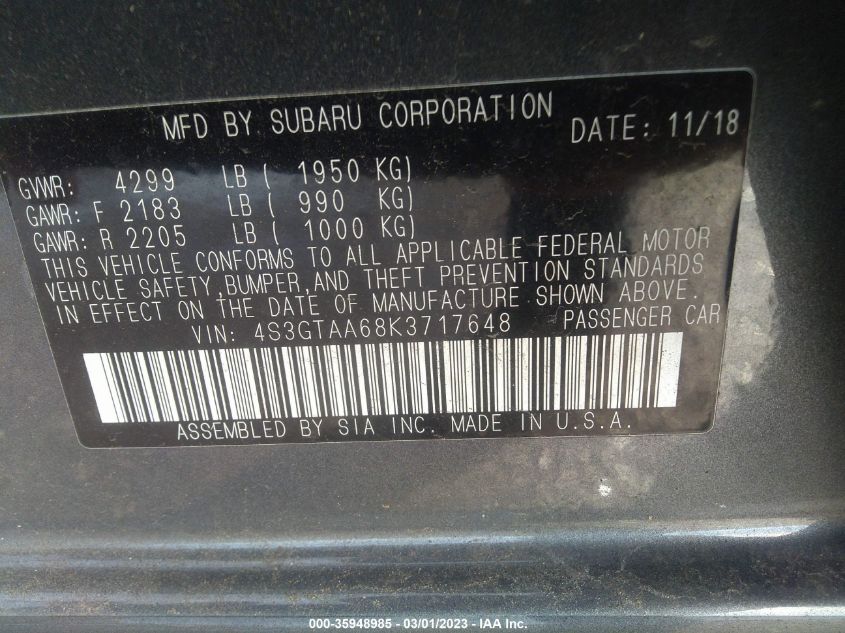 MFD BY SUBARU CORPORATION DATE: 11/18
GVWR: 4299 LB ( 1950 KG)
GAWR: F 2183 LB ( 990 KG)
GAWR: R 2205 LB ( 1000 KG)
THIS VEHICLE CONFORMS TO ALL APPLICABLE FEDERAL MOTOR
VEHICLE SAFETY,BUMPER,AND THEFT PREVENTION STANDARDS
IN EFFECT ON THE DATE OF MANUFACTURE SHOWN ABOVE.
VIN: 4S3GTAA68K3717648 PASSENGER CAR
ASSEMBLED BY SIA INC. MADE IN U.S.A.
000-35948985 - 03/01/2023 - IAA Inc.